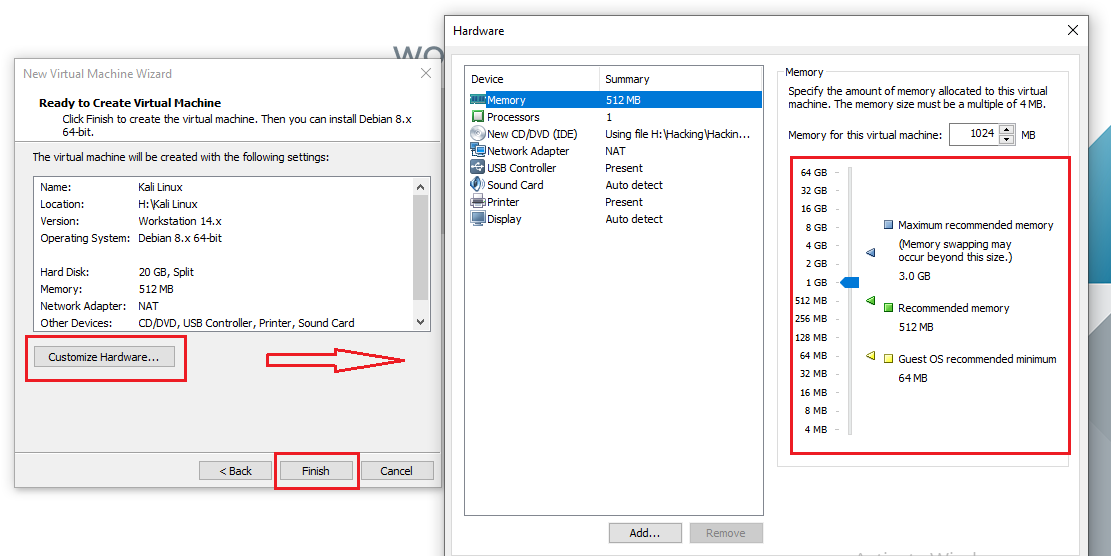 WO
New Virtual Machine Wizard
Ready to Create Virtual Machine
Click Finish to create the virtual machine. Then you can install Debian 8.x
64-bit.
The virtual machine will be created with the following settings:
Name: Kali Linux
Location: H:\Kali Linux
Version: Workstation 14.x
Operating System: Debian 8.x 64-bit
Hard Disk: 20 GB, Split
Memory: 512 MB
Network Adapter: NAT
Other Devices: CD/DVD, USB Controller, Printer, Sound Card
Customize Hardware...
< Back Finish Cancel
Hardware
Device Summary
Memory 512 MB
Processors 1
New CD/DVD (IDE) Using file H:\Hacking\Hackin...
Network Adapter NAT
USB Controller Present
Sound Card Auto detect
Printer Present
Display Auto detect
Add... Remove
Memory
Specify the amount of memory allocated to this virtual
machine. The memory size must be a multiple of 4 MB.
Memory for this virtual machine: 1024 MB
64 GB
32 GB
16 GB
8 GB
4 GB
2 GB
1 GB
512 MB
256 MB
128 MB
64 MB
32 MB
16 MB
8 MB
4 MB
Maximum recommended memory
(Memory swapping may
occur beyond this size.)
3.0 GB
Recommended memory
512 MB
Guest OS recommended minimum
64 MB